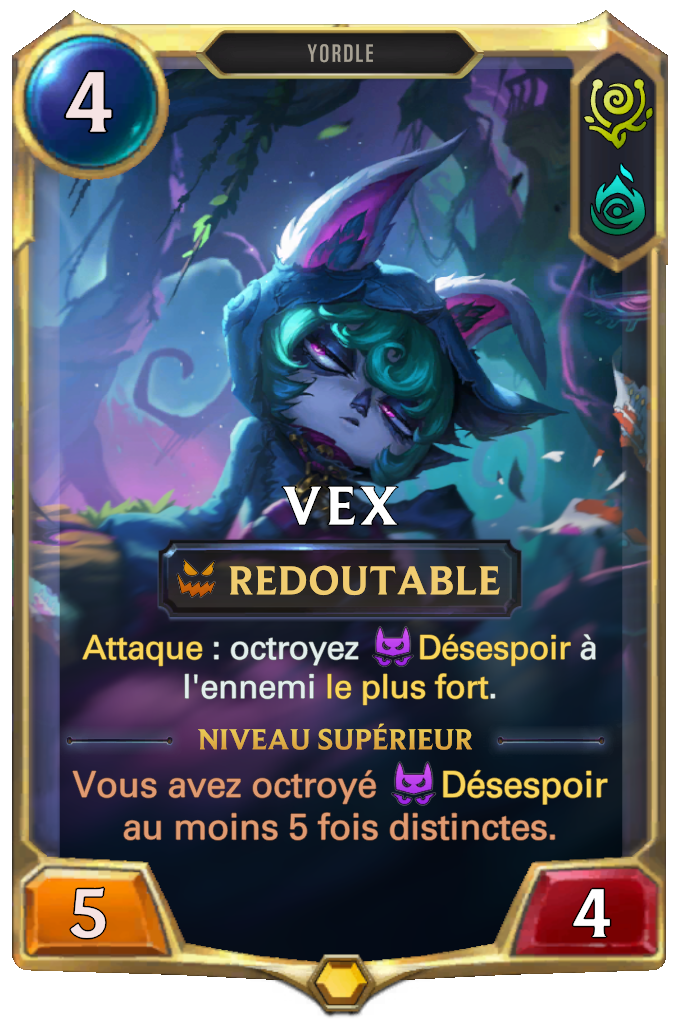 YORDLE
4
VEX
REDOUTABLE
Attaque : octroyez Désespoir à
l'ennemi le plus fort.
NIVEAU SUPÉRIEUR
Vous avez octroyé Désespoir
au moins 5 fois distinctes.
5
4